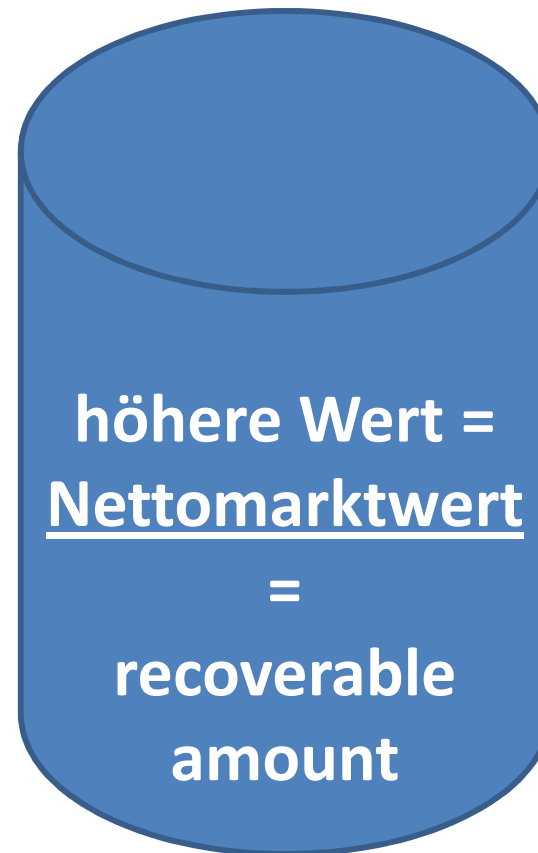 höhere Wert =
Nettomarktwert
=
recoverable
amount